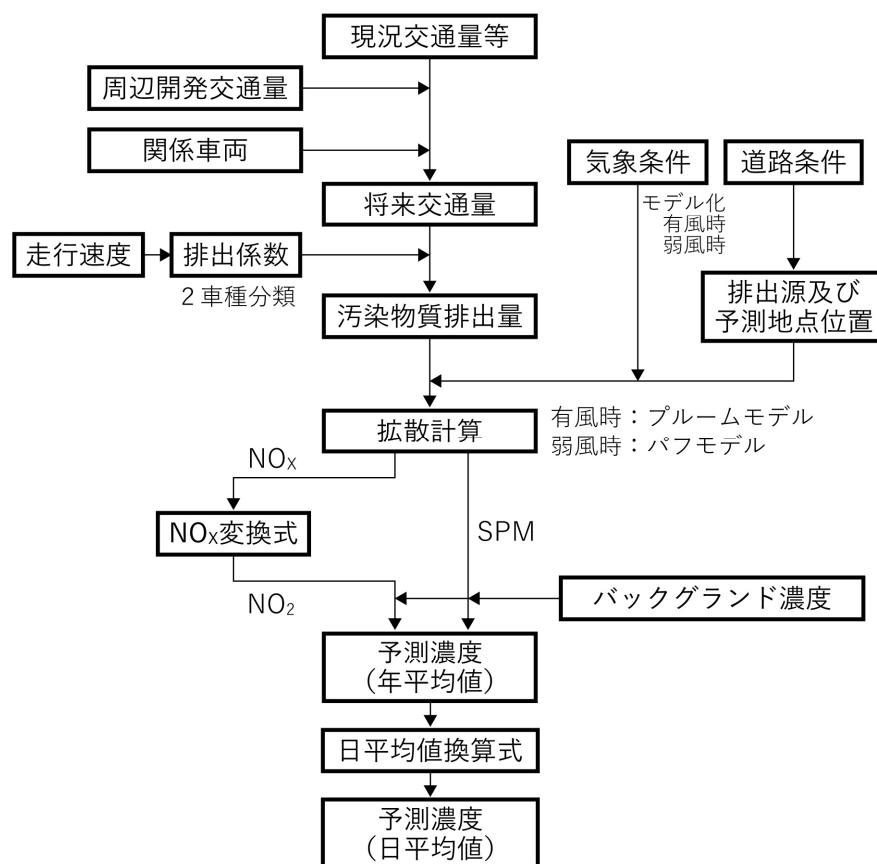 現況交通量等
周辺開発交通量
関係車両
気象条件
道路条件
モデル化
有風時
弱風時
将来交通量
走行速度
排出係数
2車種分類
排出源及び
予測地点位置
汚染物質排出量
拡散計算
有風時：プルームモデル
弱風時：パフモデル
NOx
NOx変換式
SPM
NO2
バックグランド濃度
予測濃度
（年平均値）
日平均値換算式
予測濃度
（日平均値）